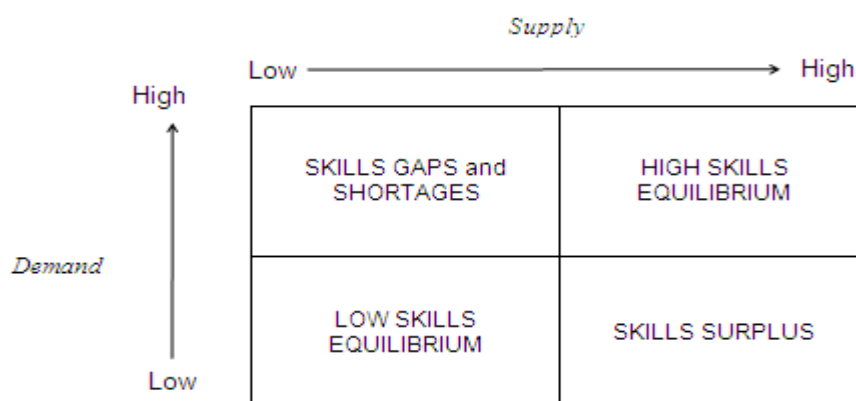 Supply
Low
High
High
SKILLS GAPS and
SHORTAGES
HIGH SKILLS
EQUILIBRIUM
Demand
LOW SKILLS
EQUILIBRIUM
SKILLS SURPLUS
Low